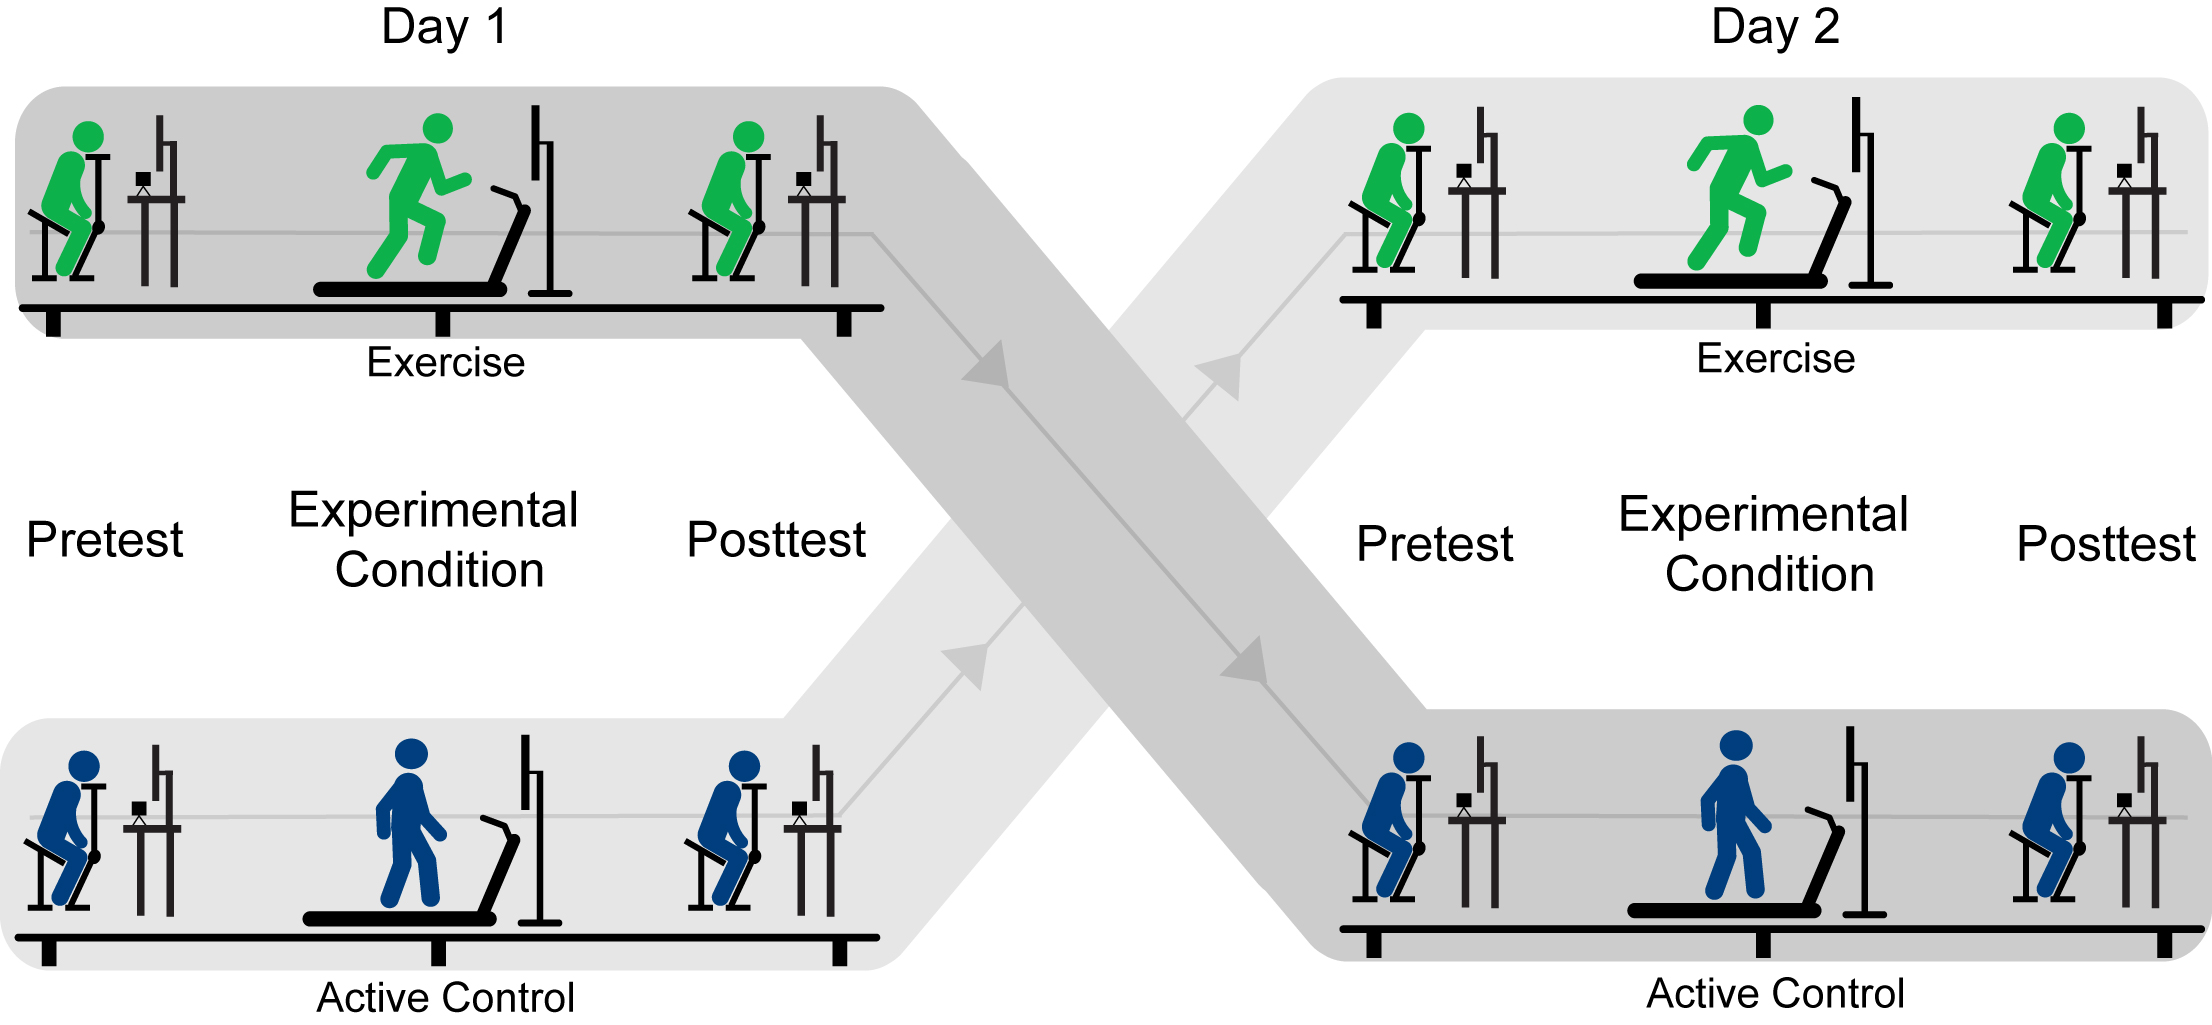 Day 1
Day 2
Exercise
Exercise
Pretest
Experimental
Condition
Posttest
Pretest
Experimental
Condition
Posttest
Active Control
Active Control